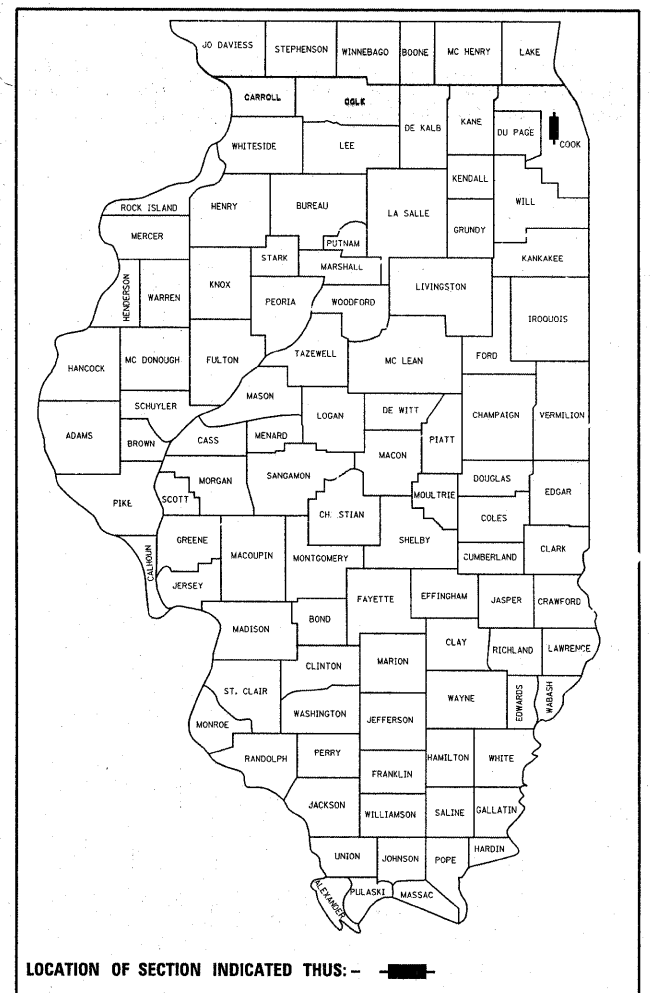 JO DAVIESS
STEPHENSON
WINNEBAGO
BOONE
MC HENRY
LAKE
CARROLL
OGLE
DE KALB
KANE
DU PAGE
COOK
WHITESIDE
LEE
KENDALL
WILL
ROCK ISLAND
HENRY
BUREAU
LA SALLE
GRUNDY
MERCER
PUTNAM
KANKAKEE
STARK
MARSHALL
HENDERSON
WARREN
KNOX
PEORIA
WOODFORD
LIVINGSTON
IROQUOIS
HANCOCK
MC DONOUGH
FULTON
TAZEWELL
MC LEAN
FORD
MASON
SCHUYLER
LOGAN
DE WITT
CHAMPAIGN
VERMILION
ADAMS
BROWN
CASS
MENARD
PIATT
MACON
MORGAN
SANGAMON
DOUGLAS
EDGAR
PIKE
SCOTT
MOULTRIE
COLES
CH STIAN
GREENE
MACOUPIN
MONTGOMERY
SHELBY
CUMBERLAND
CLARK
CALHOUN
JERSEY
FAYETTE
EFFINGHAM
JASPER
CRAWFORD
MADISON
BOND
CLAY
RICHLAND
LAWRENCE
CLINTON
MARION
ST. CLAIR
WAYNE
EDWARDS
WABASH
WASHINGTON
JEFFERSON
MONROE
RANDOLPH
PERRY
HAMILTON
WHITE
FRANKLIN
JACKSON
WILLIAMSON
SALINE
GALLATIN
UNION
JOHNSON
POPE
HARDIN
ALEXANDER
PULASKI
MASSAC
LOCATION OF SECTION INDICATED THUS: –